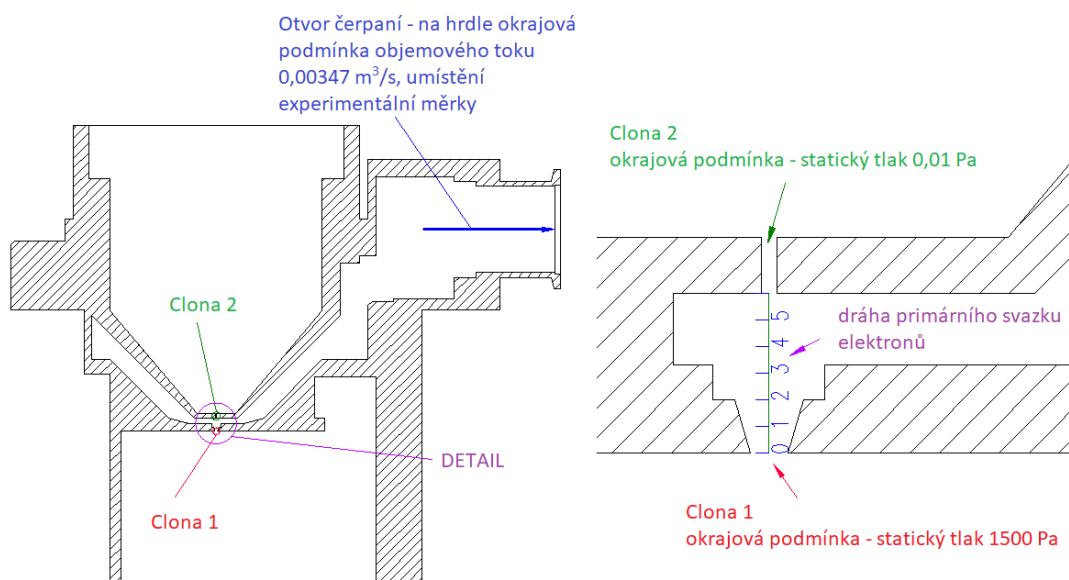 Otvor čerpaní - na hrdle okrajová
podmínka objemového toku
0,00347 m³/s, umístění
experimentální měrky
Clona 2
Clona 1
DETAIL
Clona 2
okrajová podmínka - statický tlak 0,01 Pa
dráha primárního svazku
elektronů
5
4
3
2
1
0
Clona 1
okrajová podmínka - statický tlak 1500 Pa